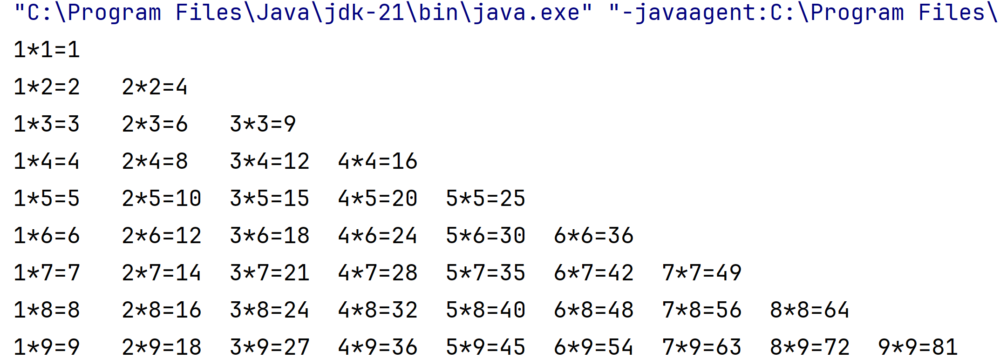 "C:\Program Files\Java\jdk-21\bin\java.exe" "-javaagent:C:\Program Files\
1*1=1
1*2=2   2*2=4
1*3=3   2*3=6   3*3=9
1*4=4   2*4=8   3*4=12  4*4=16
1*5=5   2*5=10  3*5=15  4*5=20  5*5=25
1*6=6   2*6=12  3*6=18  4*6=24  5*6=30  6*6=36
1*7=7   2*7=14  3*7=21  4*7=28  5*7=35  6*7=42  7*7=49
1*8=8   2*8=16  3*8=24  4*8=32  5*8=40  6*8=48  7*8=56  8*8=64
1*9=9   2*9=18  3*9=27  4*9=36  5*9=45  6*9=54  7*9=63  8*9=72  9*9=81